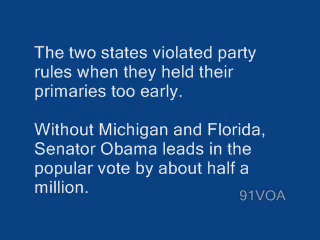 The two states violated party
rules when they held their
primaries too early.
Without Michigan and Florida,
Senator Obama leads in the
popular vote by about half a
million.
91VOA